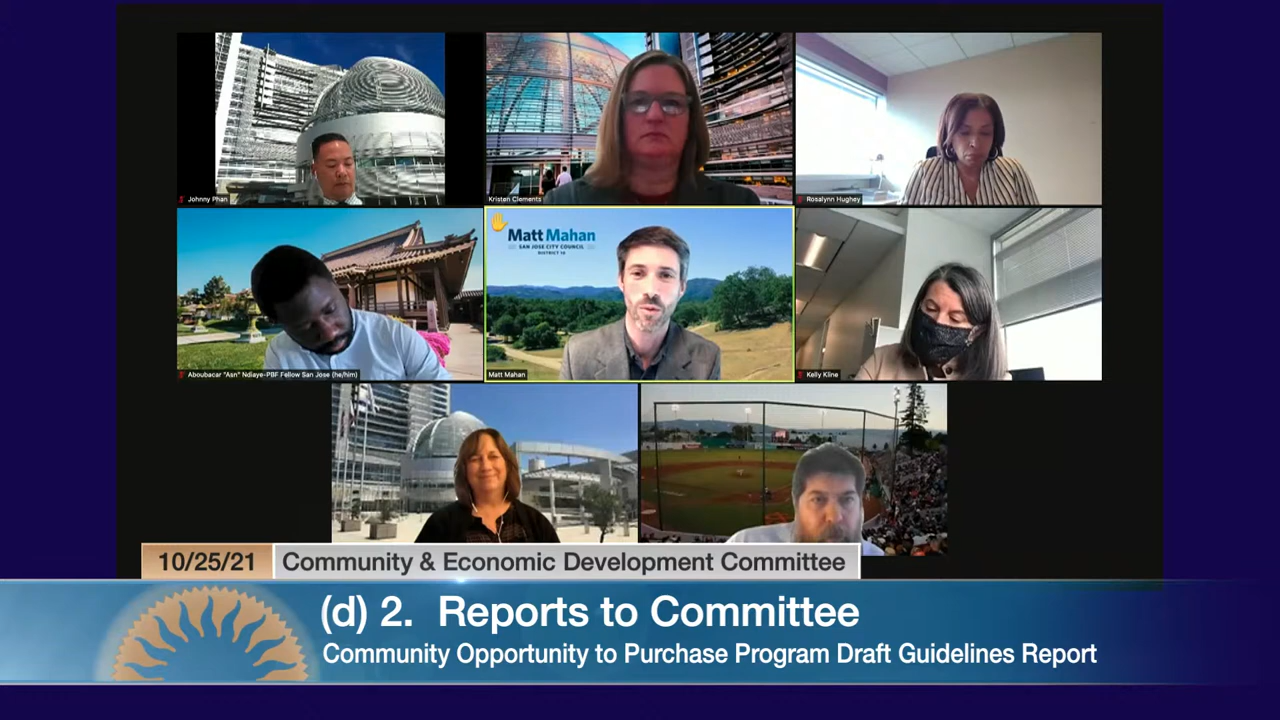 Johnny Phan
Kristen Clements
Rosalynn Hughey
Matt Mahan
SAN JOSE CITY COUNCIL
DISTRICT 10
Aboubacar "Asn" Ndiaye-PBF Fellow San Jose (he/him)
Matt Mahan
Kelly Kline
10/25/21
Community & Economic Development Committee
(d) 2. Reports to Committee
Community Opportunity to Purchase Program Draft Guidelines Report